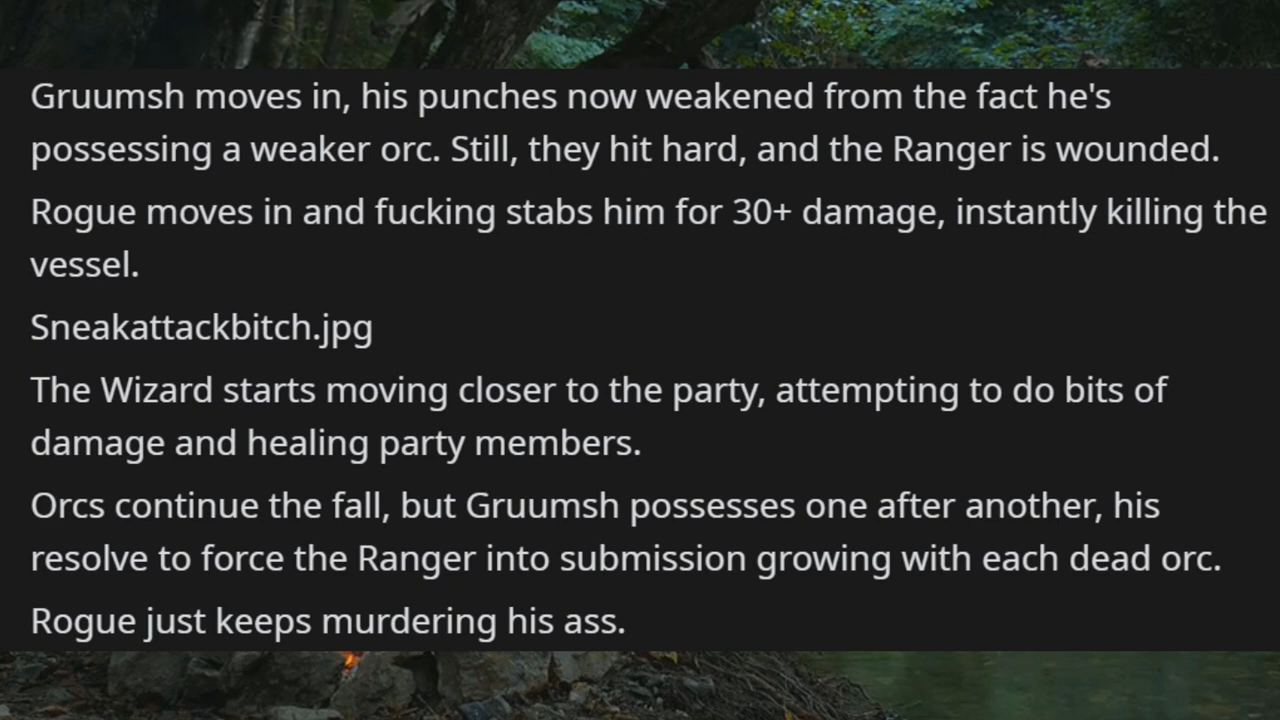 Gruumsh moves in, his punches now weakened from the fact he's
possessing a weaker orc. Still, they hit hard, and the Ranger is wounded.
Rogue moves in and fucking stabs him for 30+ damage, instantly killing the
vessel.
Sneakattackbitch.jpg
The Wizard starts moving closer to the party, attempting to do bits of
damage and healing party members.
Orcs continue the fall, but Gruumsh possesses one after another, his
resolve to force the Ranger into submission growing with each dead orc.
Rogue just keeps murdering his ass.